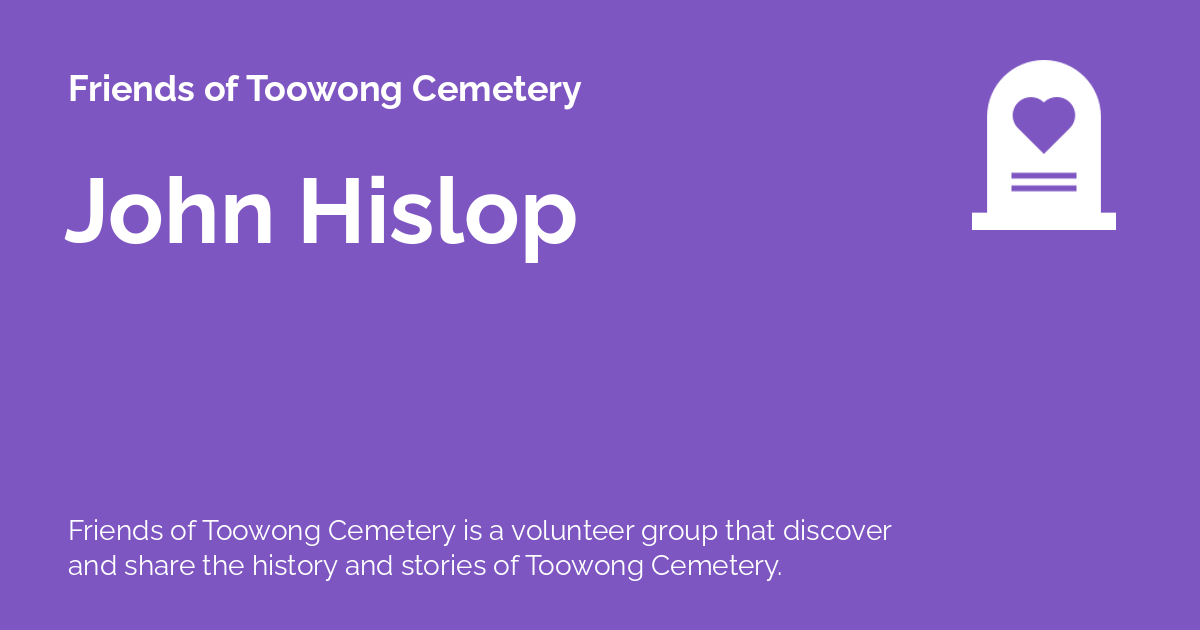 Friends of Toowong Cemetery
John Hislop
Friends of Toowong Cemetery is a volunteer group that discover
and share the history and stories of Toowong Cemetery.